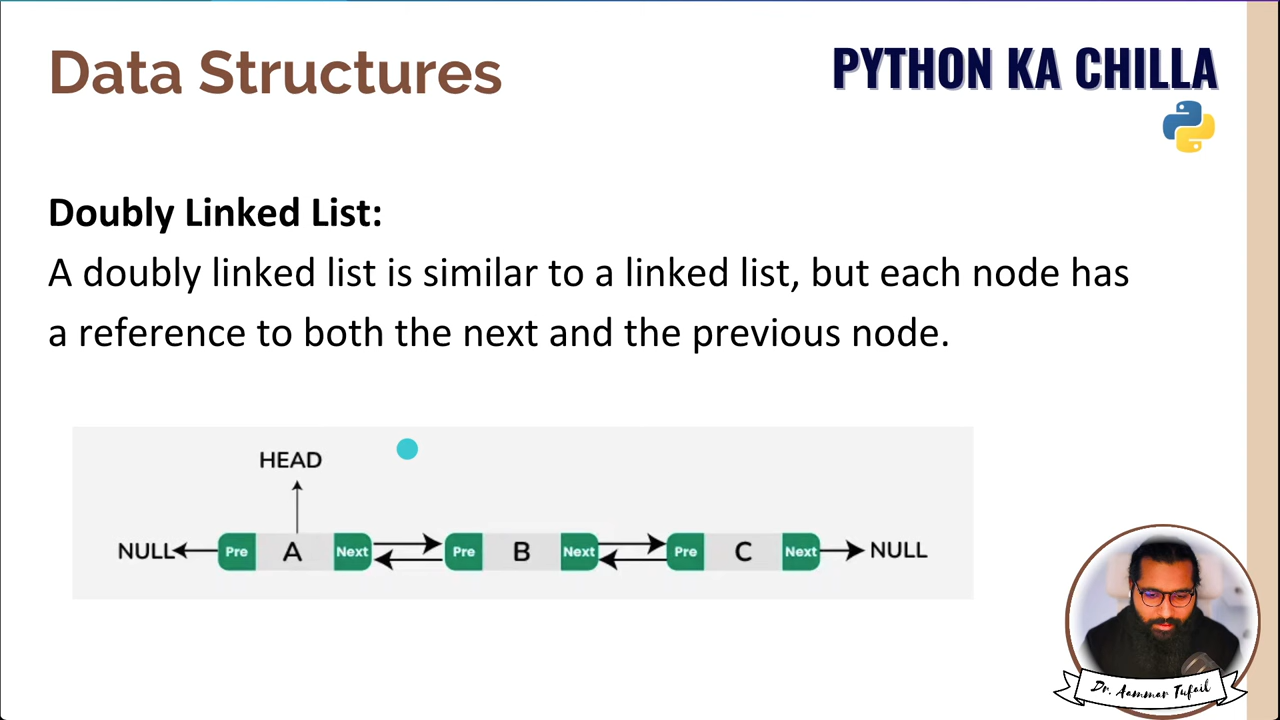 Data Structures
PYTHON KA CHILLA
Doubly Linked List:
A doubly linked list is similar to a linked list, but each node has
a reference to both the next and the previous node.
HEAD
NULL Pre A Next Pre B Next Pre C Next NULL
Dr. Aammar Tufail